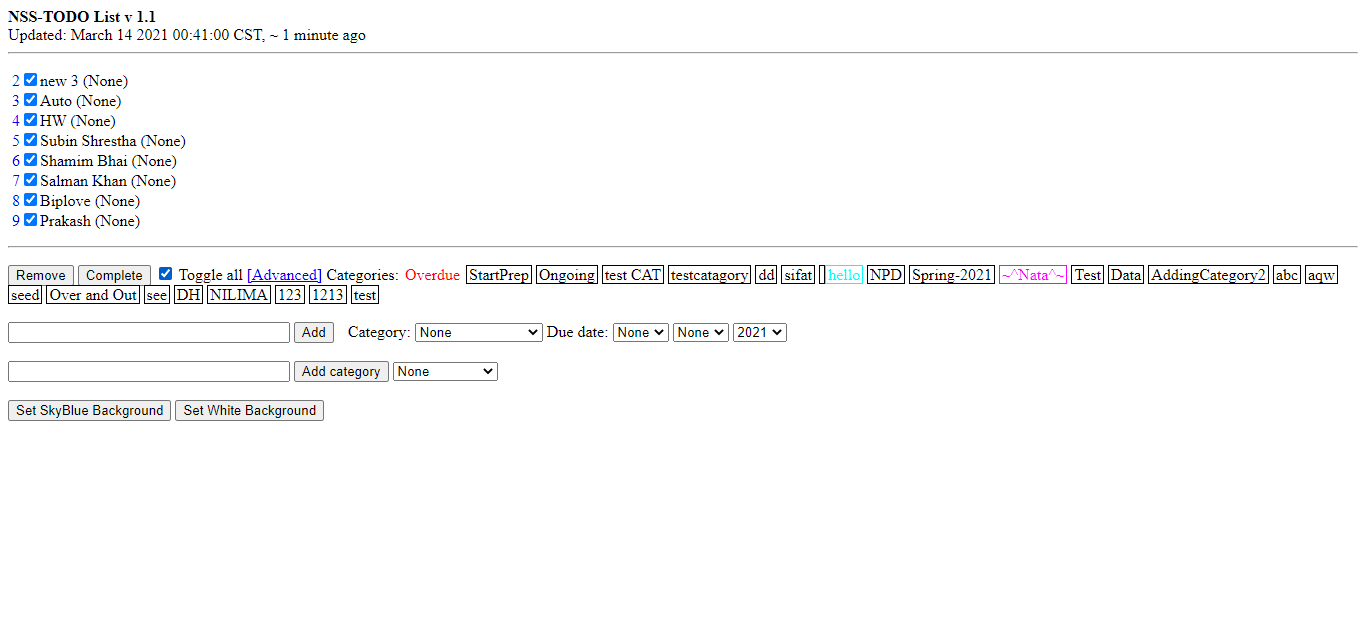 NSS-TODO List v 1.1
Updated: March 14 2021 00:41:00 CST, ~ 1 minute ago
2 new 3 (None)
3 Auto (None)
4 HW (None)
5 Subin Shrestha (None)
6 Shamim Bhai (None)
7 Salman Khan (None)
8 Biplove (None)
9 Prakash (None)
Remove Complete Toggle all [Advanced] Categories: Overdue StartPrep Ongoing test CAT testcatagory dd sifat hello NPD Spring-2021 ~^Nata^~ Test Data AddingCategory2 abc aqw
seed Over and Out see DH NILIMA 123 1213 test
Add Category: None Due date: None None 2021
Add category None
Set SkyBlue Background Set White Background